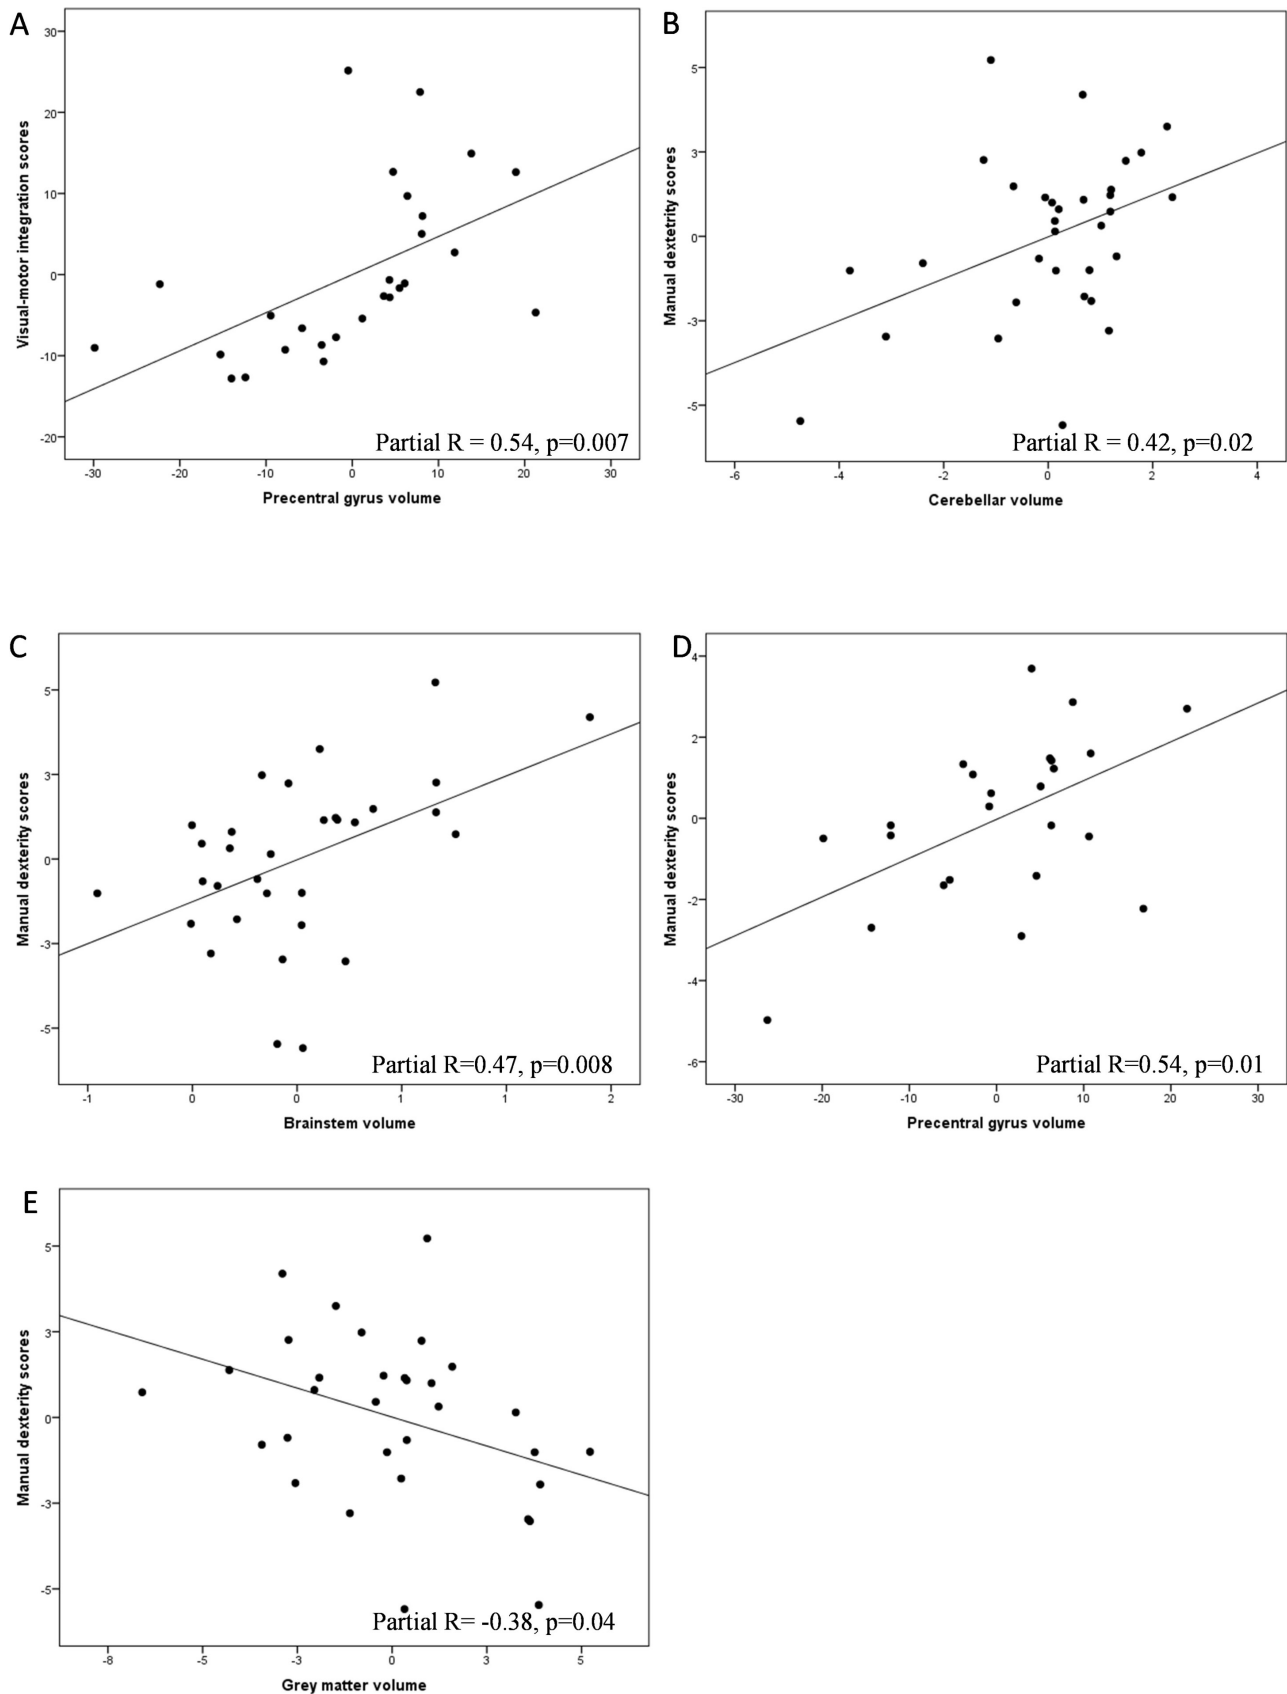 A
30
20
10
0
-10
-20
Visual-motor integration scores
Partial R = 0.54, p=0.007
-30 -20 -10 0 10 20 30
Precentral gyrus volume
B
5
3
0
-3
-5
Manual dextetrity scores
Partial R = 0.42, p=0.02
-6 -4 -2 0 2 4
Cerebellar volume
C
5
3
0
-3
-5
Manual dexterity scores
Partial R=0.47, p=0.008
-1 0 0 1 1 2
Brainstem volume
D
4
2
0
-2
-4
-6
Manual dexterity scores
Partial R=0.54, p=0.01
-30 -20 -10 0 10 20 30
Precentral gyrus volume
E
5
3
0
-3
-5
Manual dexterity scores
Partial R= -0.38, p=0.04
-8 -5 -3 0 3 5
Grey matter volume